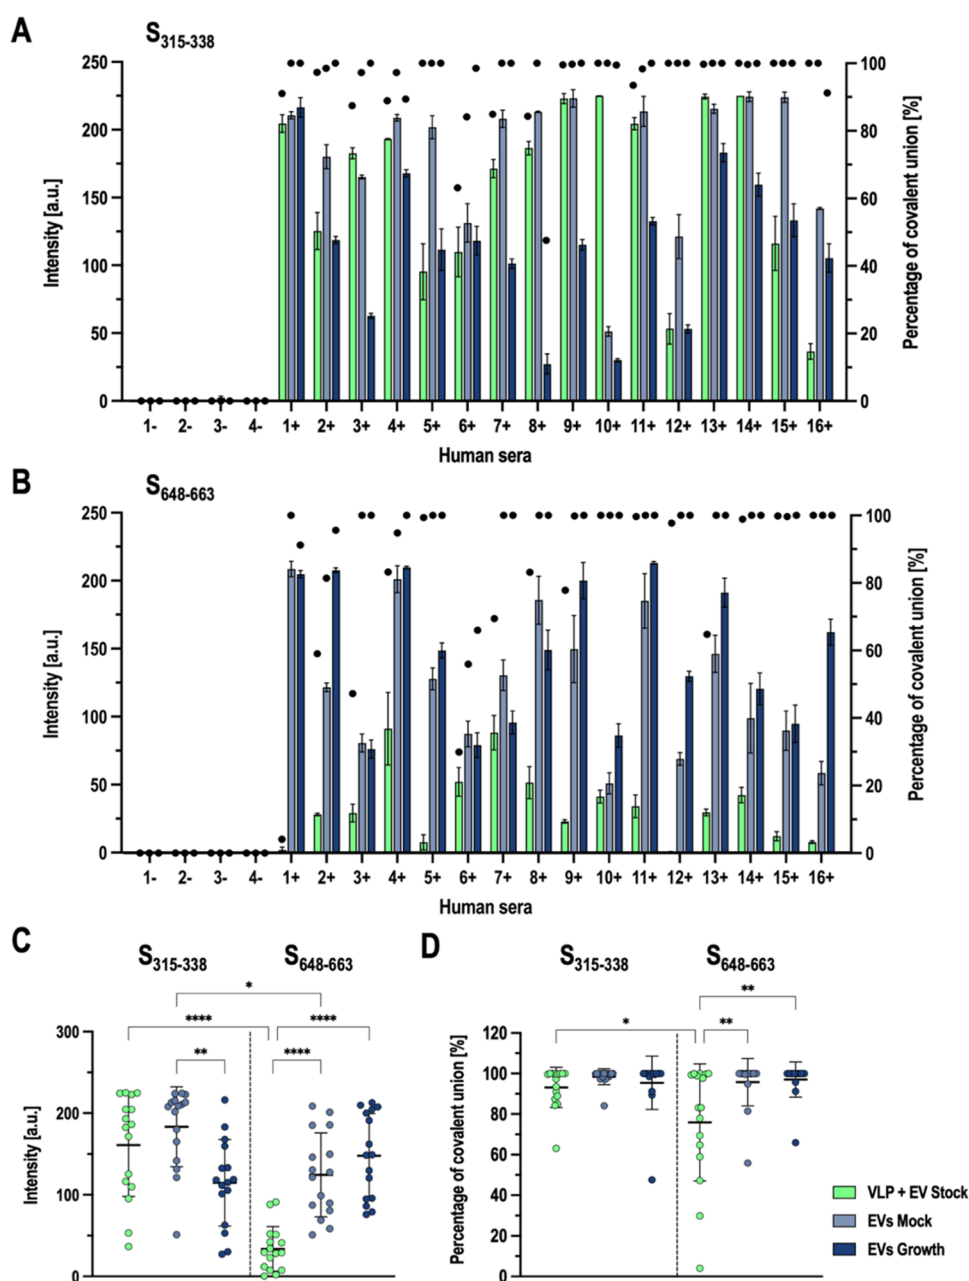 A
S315-338
250
200
150
100
50
0
Intensity [a.u.]
100
80
60
40
20
0
Percentage of covalent union [%]
1- 2- 3- 4- 1+ 2+ 3+ 4+ 5+ 6+ 7+ 8+ 9+ 10+ 11+ 12+ 13+ 14+ 15+ 16+
Human sera
B
S648-663
250
200
150
100
50
0
Intensity [a.u.]
100
80
60
40
20
0
Percentage of covalent union [%]
1- 2- 3- 4- 1+ 2+ 3+ 4+ 5+ 6+ 7+ 8+ 9+ 10+ 11+ 12+ 13+ 14+ 15+ 16+
Human sera
C
S315-338 S648-663
*
**** ****
** ****
300
200
100
0
Intensity [a.u.]
D
S315-338 S648-663
**
* **
120
100
80
60
40
20
0
Percentage of covalent union [%]
VLP + EV Stock
EVs Mock
EVs Growth